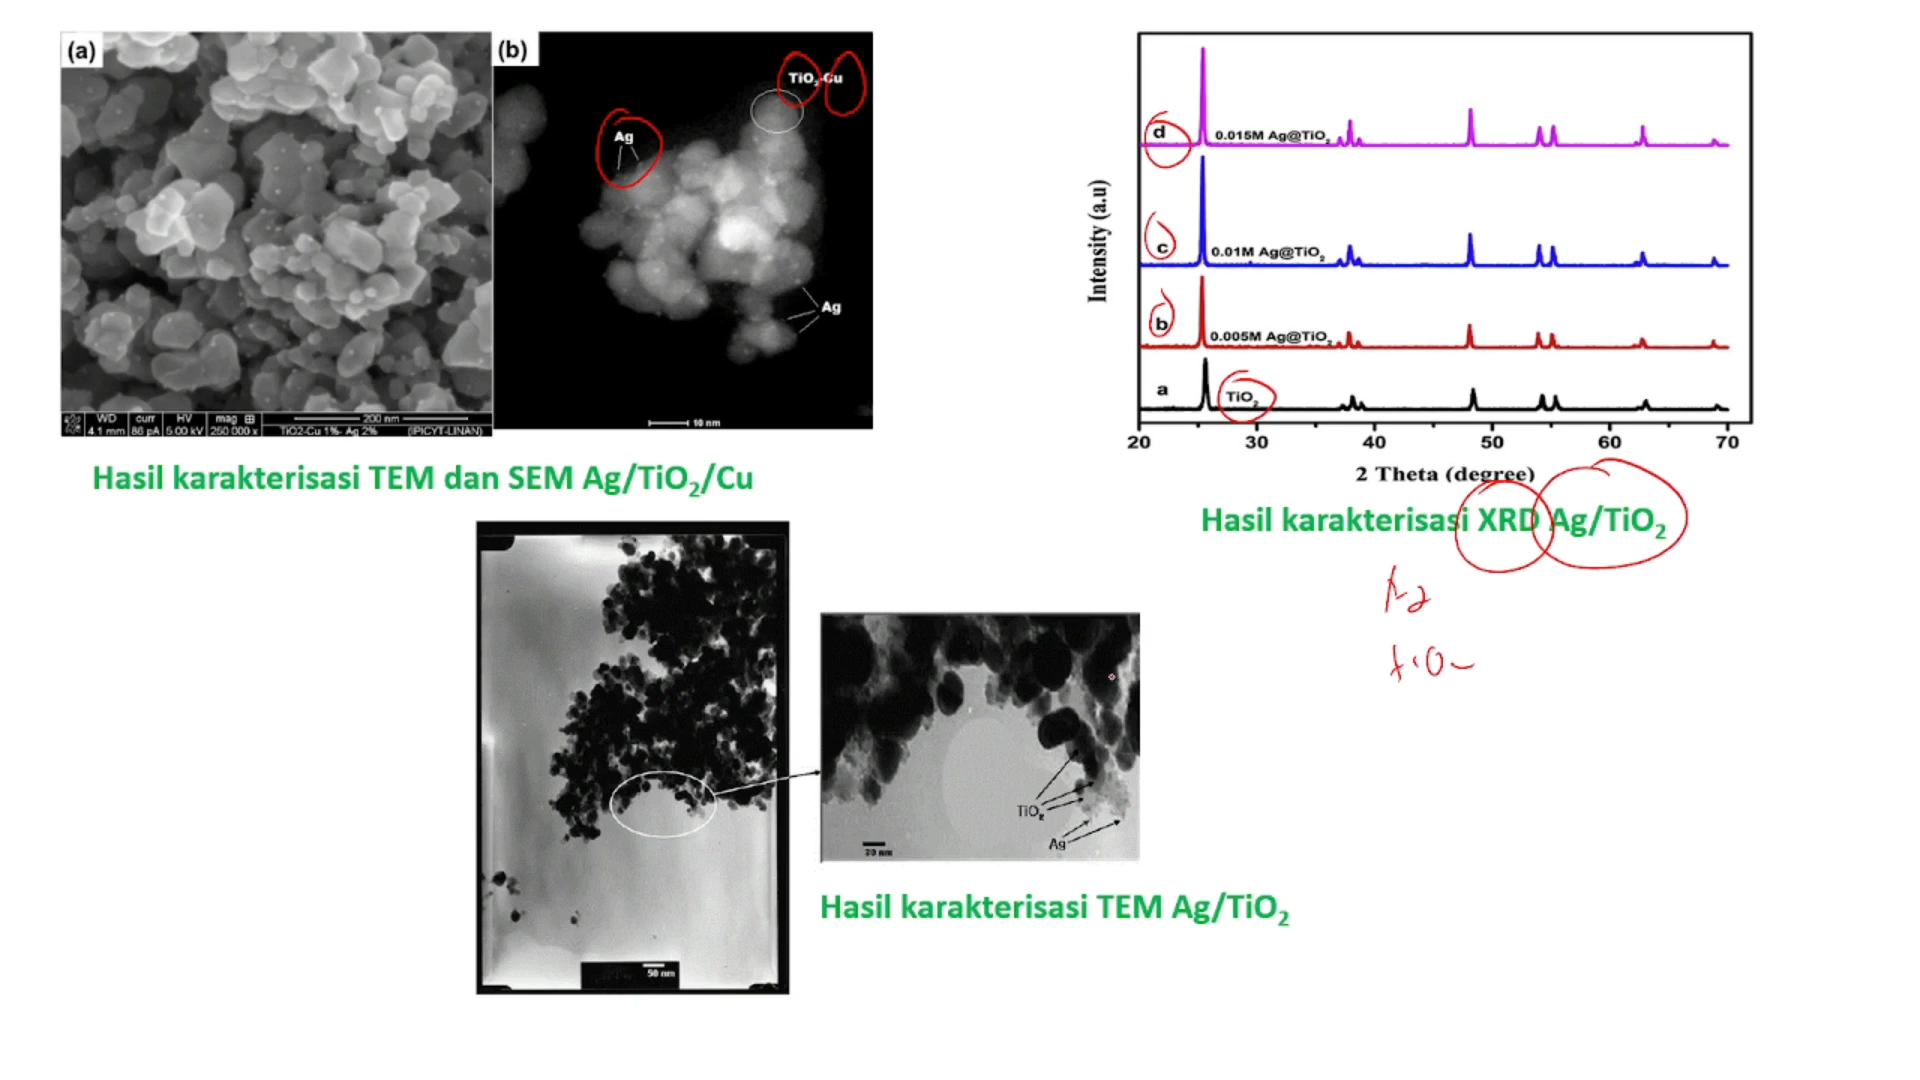 (a)
WD curr HV mag
4.1 mm 86 pA 5.00 kV 250 000 x
200 nm
TiO2-Cu 1%- Ag 2% (IPICYT-LINAN)
(b)
TiO2-Cu
Ag
Ag
10 nm
Hasil karakterisasi TEM dan SEM Ag/TiO2/Cu
Intensity (a.u)
d 0.015M Ag@TiO2
c 0.01M Ag@TiO2
b 0.005M Ag@TiO2
a TiO2
20 30 40 50 60 70
2 Theta (degree)
Hasil karakterisasi XRD Ag/TiO2
Ag
TiO2
50 nm
TiO2
Ag
20 nm
Hasil karakterisasi TEM Ag/TiO2